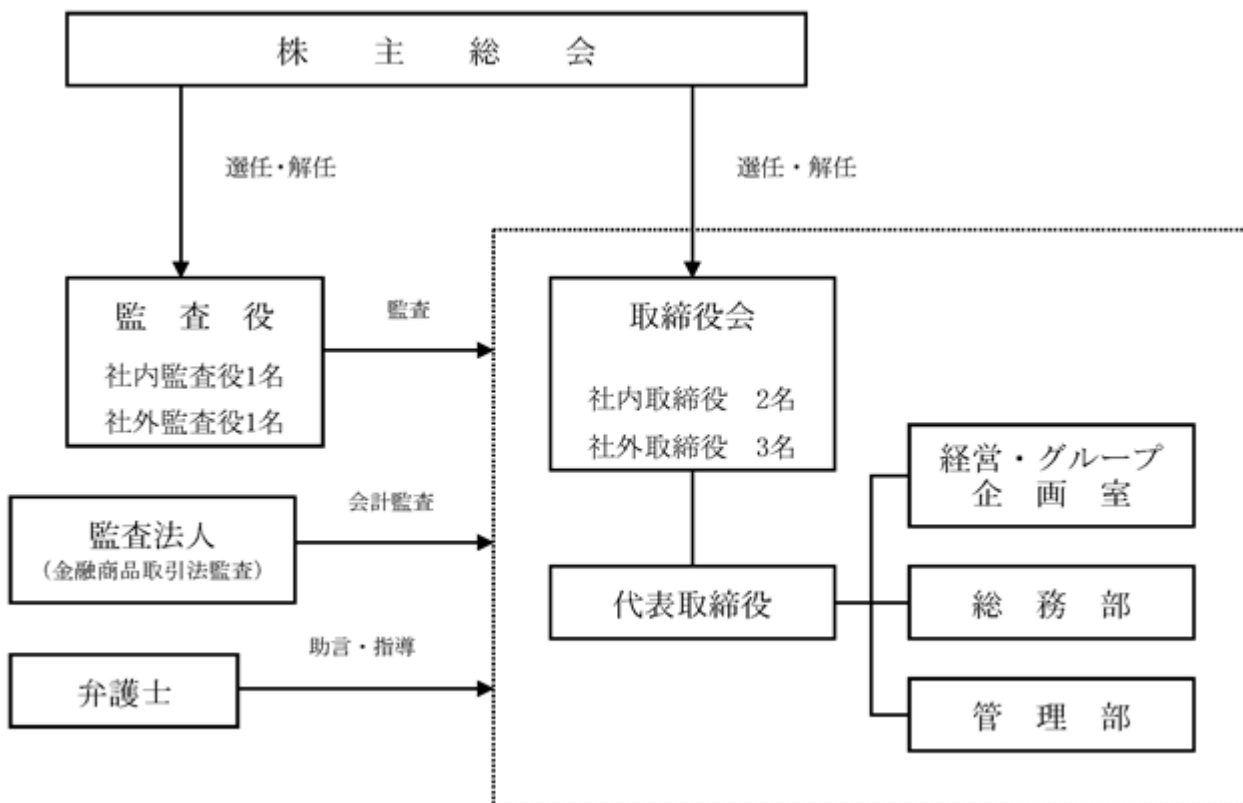 株 主 総 会
選任・解任
選任・解任
監 査 役
社内監査役1名
社外監査役1名
監査
取締役会
社内取締役 2名
社外取締役 3名
経営・グループ
企 画 室
監査法人
(金融商品取引法監査)
会計監査
代表取締役
総 務 部
弁護士
助言・指導
管 理 部